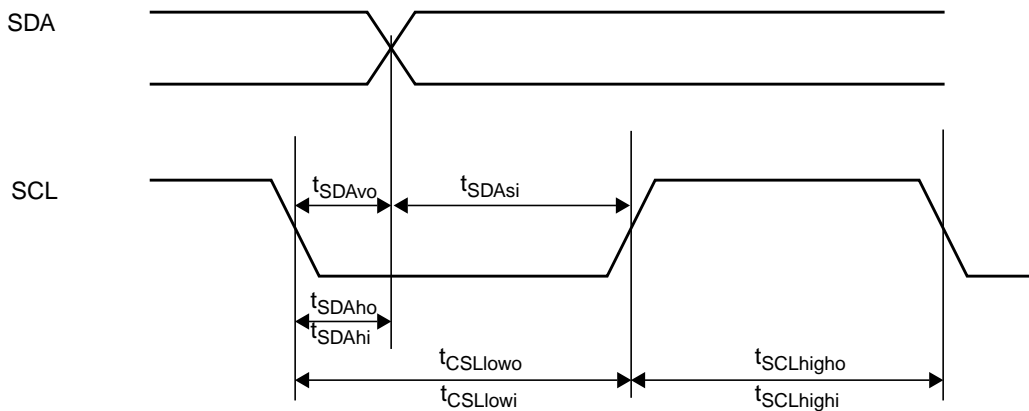 SDA
SCL
tSDAvo
tSDAsi
tSDAho
tSDAhi
tCSLlowo
tSCLhigho
tCSLlowi
tSCLhighi